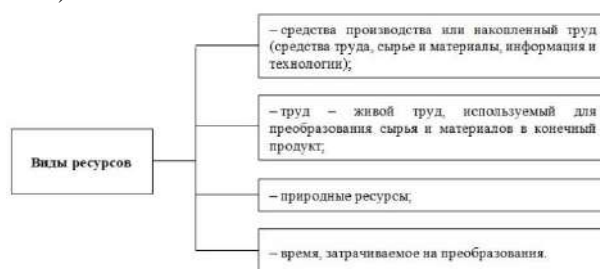 – средства производства или накопленный труд
(средства труда, сырье и материалы, информация и
технологии);
– труд – живой труд, используемый для
преобразования сырья и материалов в конечный
продукт;
Виды ресурсов
– природные ресурсы;
– время, затрачиваемое на преобразования.